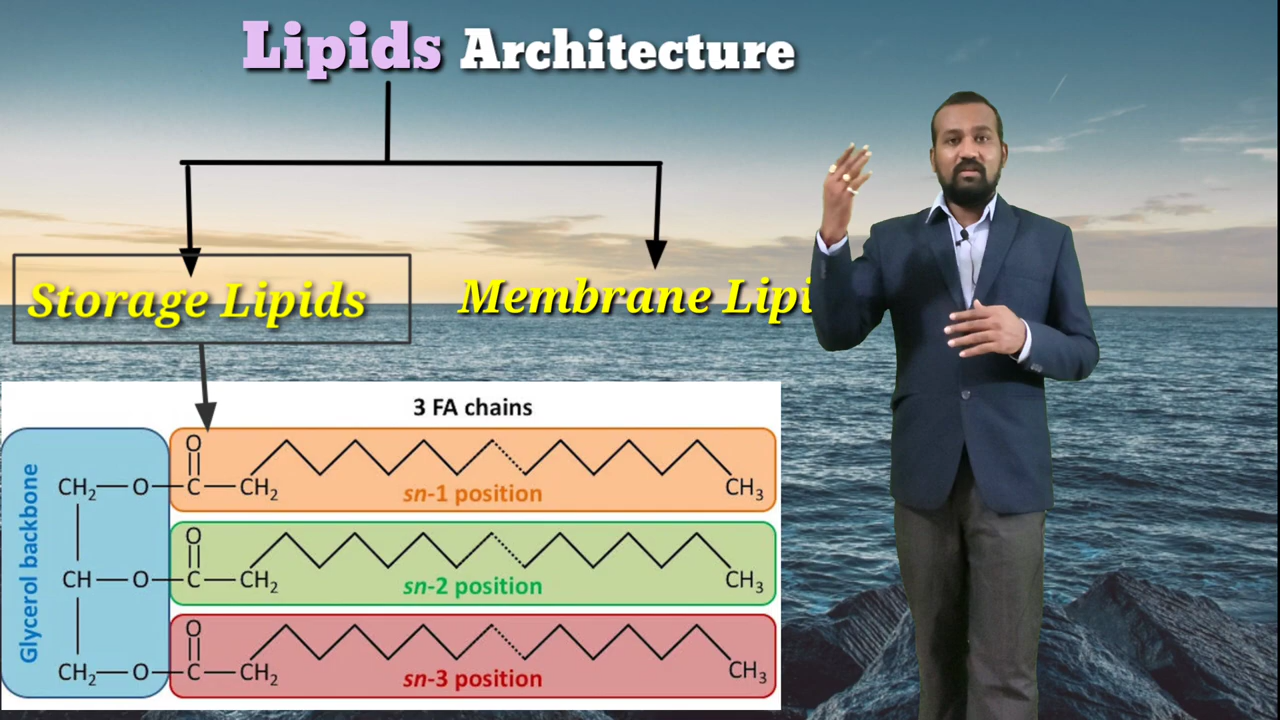 Lipids Architecture
Storage Lipids
Membrane Lipi
3 FA chains
Glycerol backbone
O
CH₂—O—C—CH₂ CH₃
sn-1 position
O
CH—O—C—CH₂ CH₃
sn-2 position
O
CH₂—O—C—CH₂ CH₃
sn-3 position